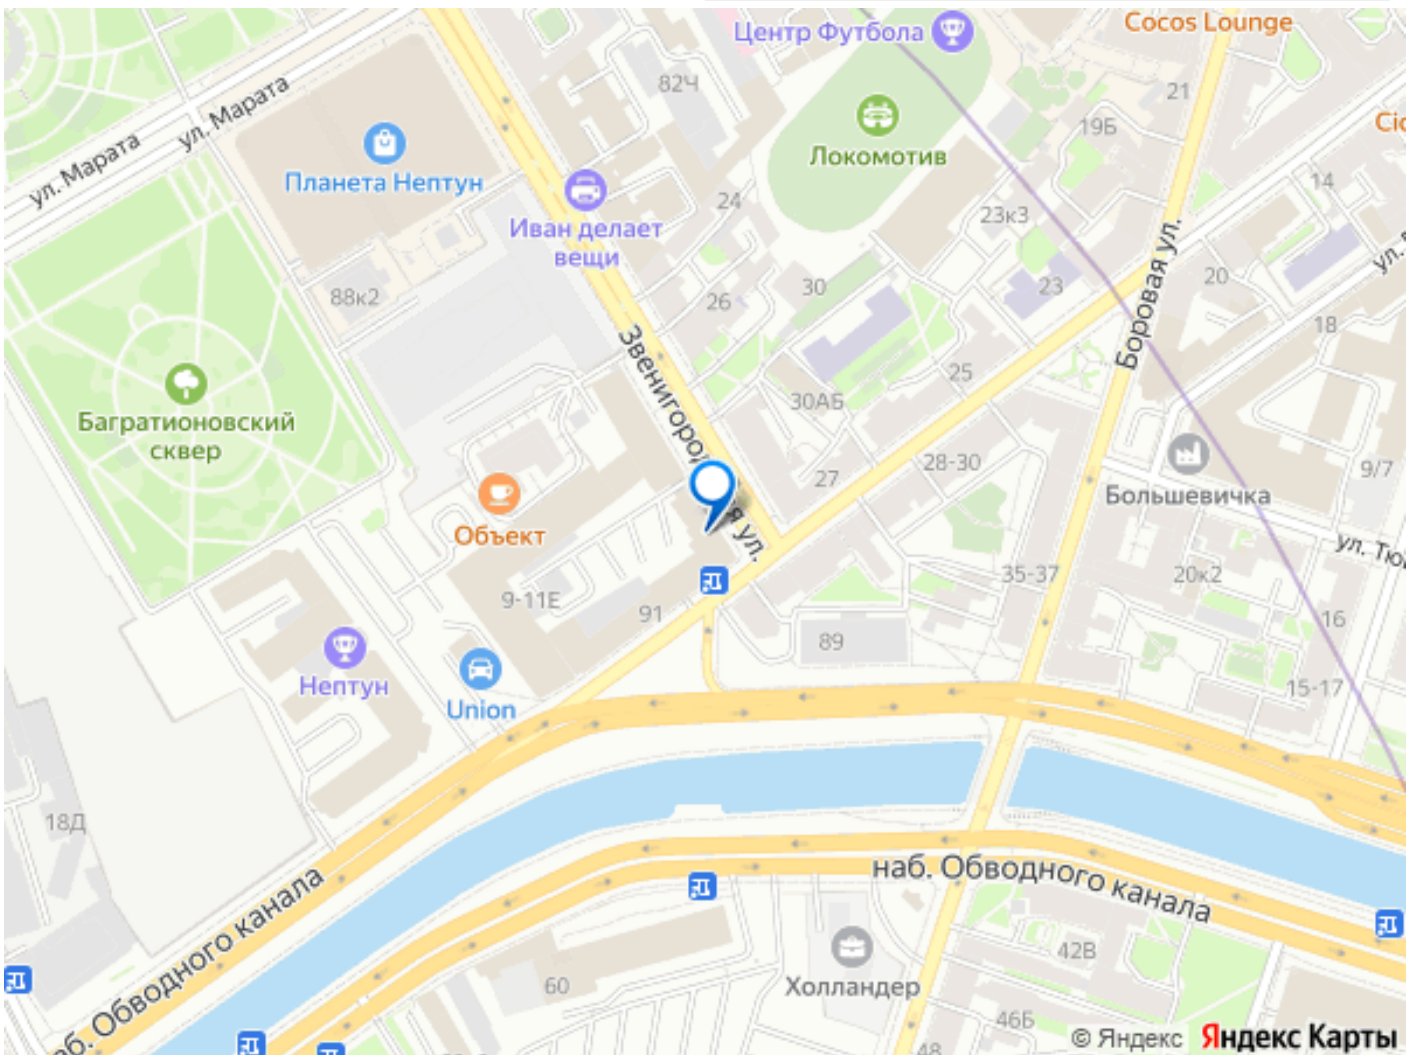 Cocos Lounge
Центр Футбола
82Ч
21
19Б
ул. Марата
ул. Марата
Локомотив
Планета Нептун
14
24
Иван делает
вещи
23к3
Боровая ул.
88к2
26
30
23
20
18
Звенигородская ул.
25
30АБ
Багратионовский
сквер
27
28-30
9/7
Большевичка
Объект
35-37
20к2
9-11Е
91
89
16
Нептун
Union
15-17
18Д
наб. Обводного канала
наб. Обводного канала
42В
Холландер
60
46Б
48
© Яндекс Яндекс Карты